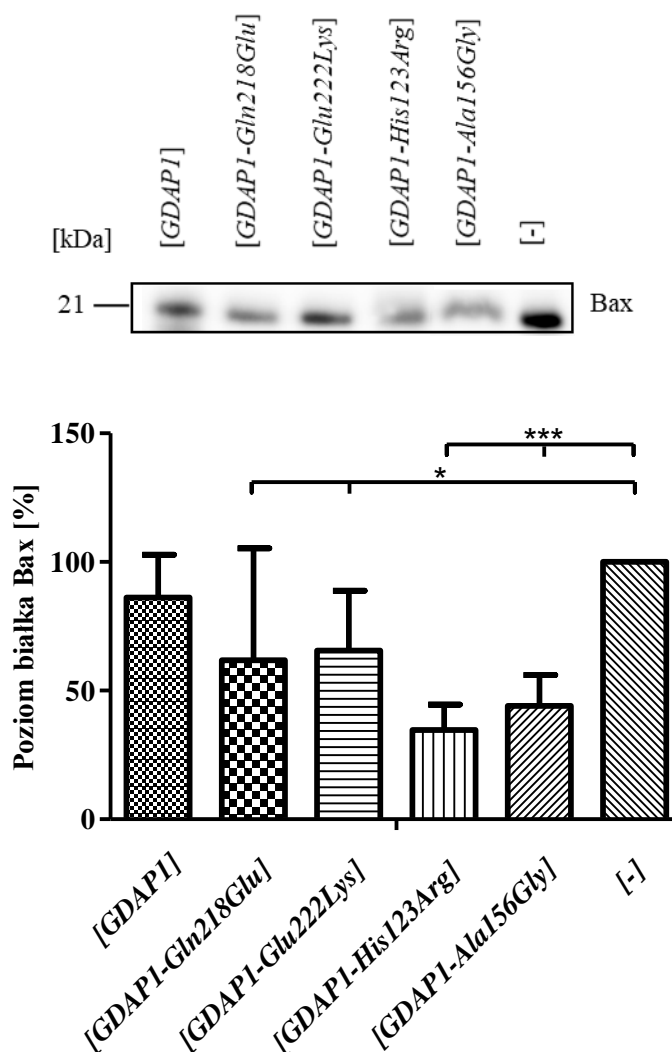 [GDAP1]
[GDAP1-Gln218Glu]
[GDAP1-Glu222Lys]
[GDAP1-His123Arg]
[GDAP1-Ala156Gly]
[-]
[kDa]
21
Bax
Poziom białka Bax [%]
150
100
50
0
***
*
[GDAP1]
[GDAP1-Gln218Glu]
[GDAP1-Glu222Lys]
[GDAP1-His123Arg]
[GDAP1-Ala156Gly]
[-]